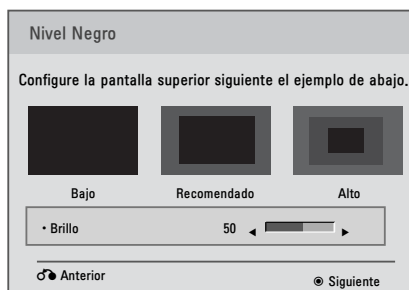 Nivel Negro
Configure la pantalla superior siguiente el ejemplo de abajo.
Bajo Recomendado Alto
• Brillo 50
Anterior Siguiente